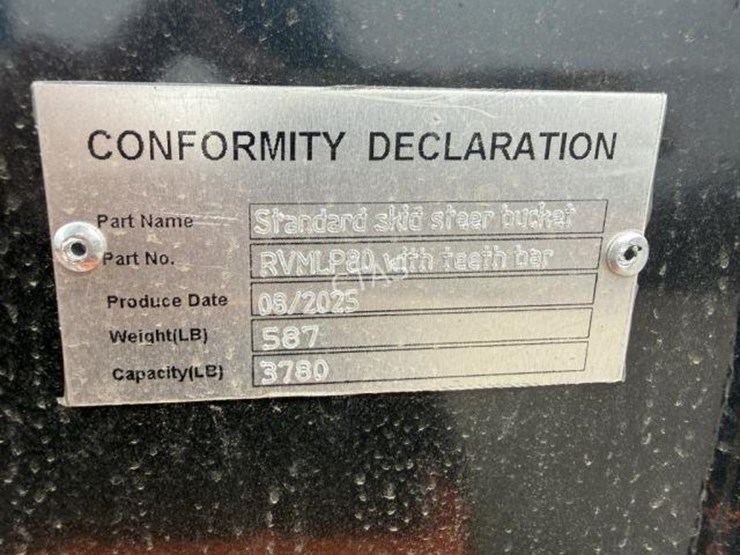 CONFORMITY DECLARATION
Part Name Standard skid steer bucket
Part No. RVMLP80 with teeth bar
Produce Date 08/2025
Weight(LB) 587
Capacity(LB) 3780